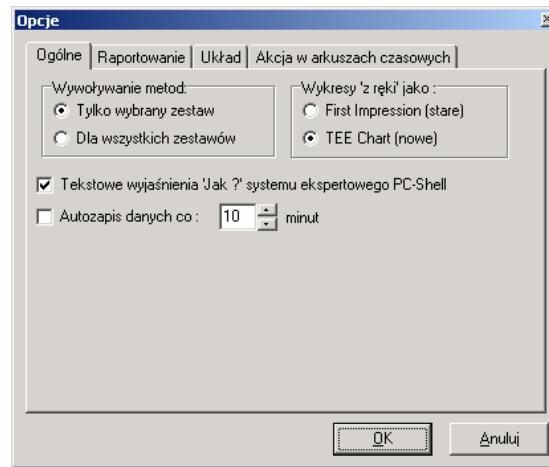 Opcje
Ogólne Raportowanie Układ Akcja w arkuszach czasowych
Wywoływanie metod: Wykresy 'z ręki' jako :
Tylko wybrany zestaw First Impression (stare)
Dla wszystkich zestawów TEE Chart (nowe)
Tekstowe wyjaśnienia 'Jak ?' systemu ekspertowego PC-Shell
Autozapis danych co : 10 minut
OK Anuluj